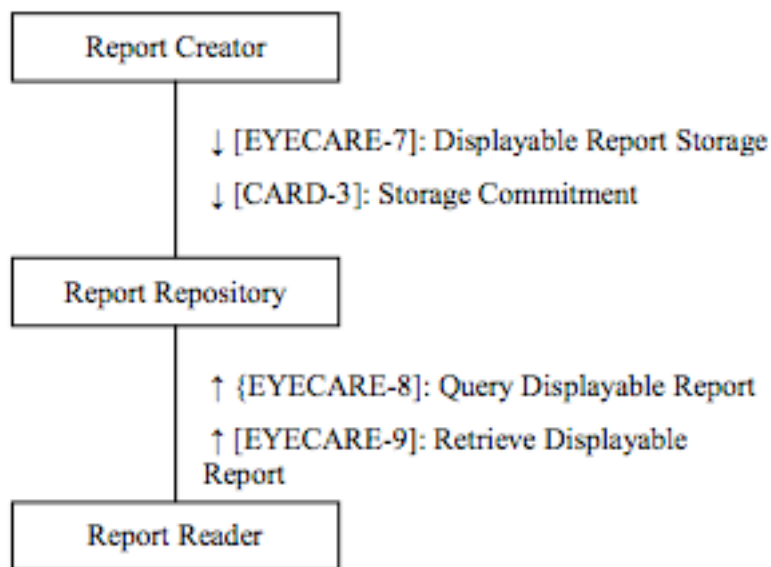 Report Creator
↓ [EYECARE-7]: Displayable Report Storage
↓ [CARD-3]: Storage Commitment
Report Repository
↑ {EYECARE-8]: Query Displayable Report
↑ [EYECARE-9]: Retrieve Displayable
Report
Report Reader